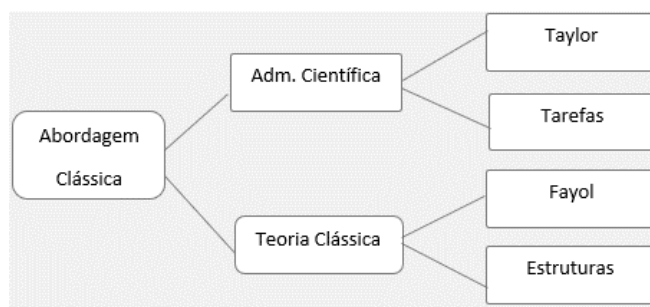 Taylor
Adm. Científica
Tarefas
Abordagem
Clássica
Fayol
Teoria Clássica
Estruturas